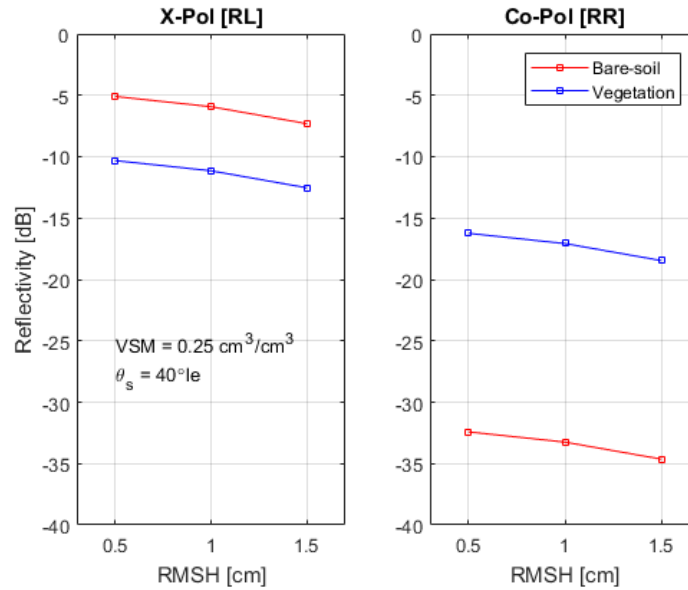 X-Pol [RL]
Co-Pol [RR]
Reflectivity [dB]
0
-5
-10
-15
-20
-25
-30
-35
-40
VSM = 0.25 cm³/cm³
θₛ = 40°le
0.5
1
1.5
RMSH [cm]
0
-5
-10
-15
-20
-25
-30
-35
-40
Bare-soil
Vegetation
0.5
1
1.5
RMSH [cm]